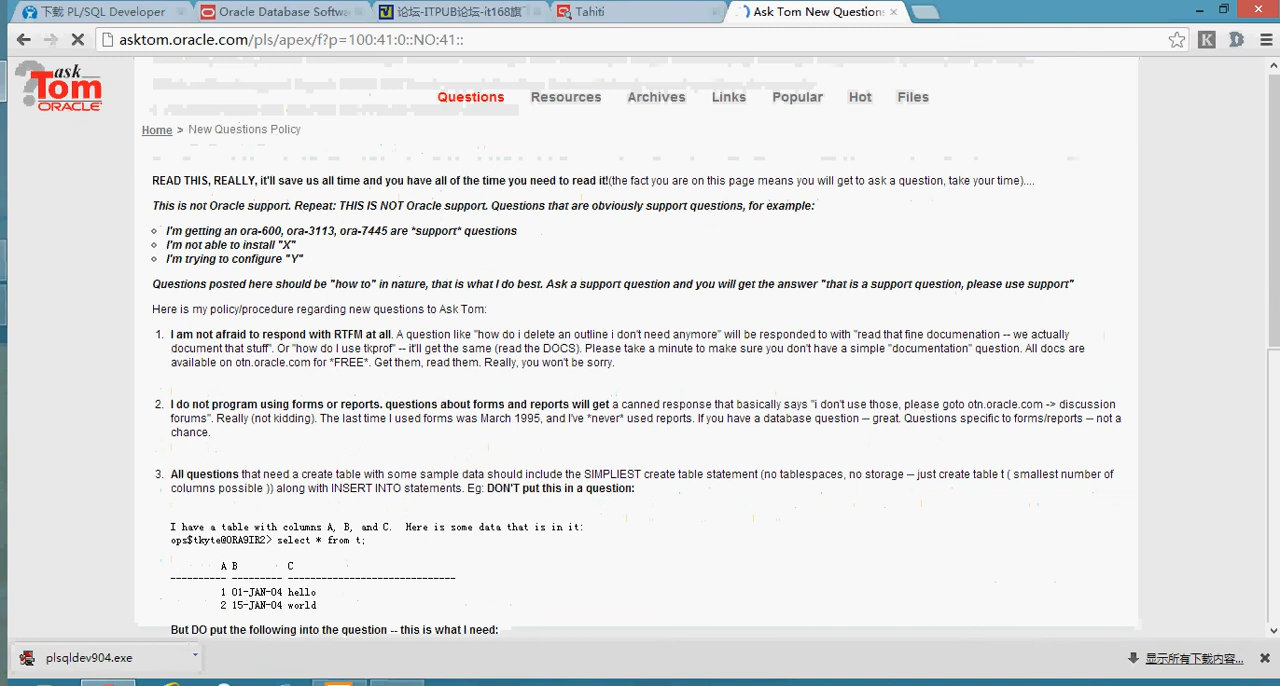 下载 PL/SQL Developer
Oracle Database Softwa
论坛-ITPUB论坛-it168旗
Tahiti
Ask Tom New Questions
asktom.oracle.com/pls/apex/f?p=100:41:0::NO:41::
ask
Tom
ORACLE
Questions Resources Archives Links Popular Hot Files
Home > New Questions Policy
READ THIS, REALLY, it'll save us all time and you have all of the time you need to read it!(the fact you are on this page means you will get to ask a question, take your time)....
This is not Oracle support. Repeat: THIS IS NOT Oracle support. Questions that are obviously support questions, for example:
I'm getting an ora-600, ora-3113, ora-7445 are *support* questions
I'm not able to install "X"
I'm trying to configure "Y"
Questions posted here should be "how to" in nature, that is what I do best. Ask a support question and you will get the answer "that is a support question, please use support"
Here is my policy/procedure regarding new questions to Ask Tom:
1. I am not afraid to respond with RTFM at all. A question like "how do i delete an outline i don't need anymore" will be responded to with "read that fine documenation -- we actually
document that stuff". Or "how do I use tkprof" -- it'll get the same (read the DOCS). Please take a minute to make sure you don't have a simple "documentation" question. All docs are
available on otn.oracle.com for *FREE*. Get them, read them. Really, you won't be sorry.
2. I do not program using forms or reports. questions about forms and reports will get a canned response that basically says "i don't use those, please goto otn.oracle.com -> discussion
forums". Really (not kidding). The last time I used forms was March 1995, and I've *never* used reports. If you have a database question -- great. Questions specific to forms/reports -- not a
chance.
3. All questions that need a create table with some sample data should include the SIMPLIEST create table statement (no tablespaces, no storage -- just create table t ( smallest number of
columns possible )) along with INSERT INTO statements. Eg: DON'T put this in a question:
I have a table with columns A, B, and C.  Here is some data that is in it:
ops$tkyte@ORA9IR2> select * from t;
A B C
---------- --------- ------------------------------
1 01-JAN-04 hello
2 15-JAN-04 world
But DO put the following into the question -- this is what I need:
plsqldev904.exe
显示所有下载内容...